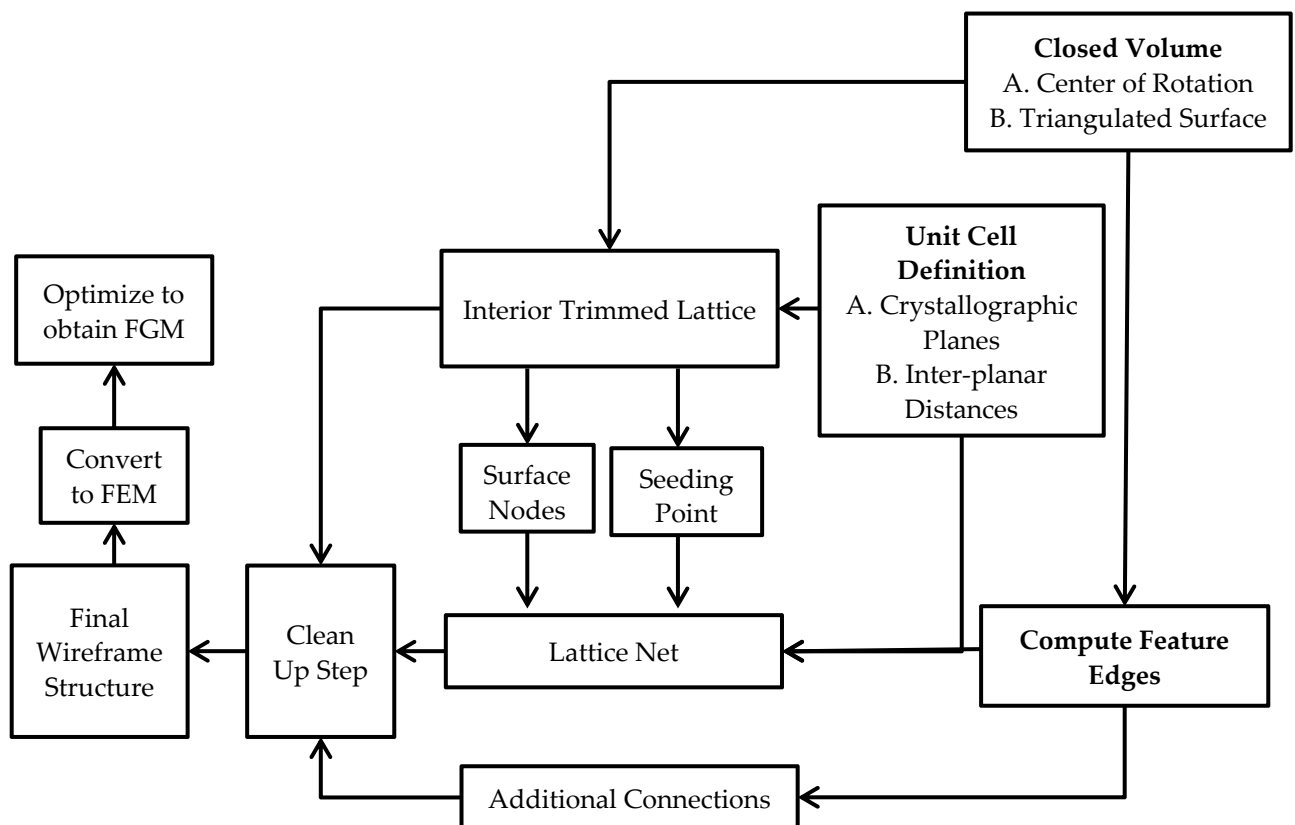 Closed Volume
A. Center of Rotation
B. Triangulated Surface
Unit Cell
Definition
A. Crystallographic
Planes
B. Inter-planar
Distances
Interior Trimmed Lattice
Optimize to
obtain FGM
Convert
to FEM
Surface
Nodes
Seeding
Point
Final
Wireframe
Structure
Clean
Up Step
Lattice Net
Compute Feature
Edges
Additional Connections